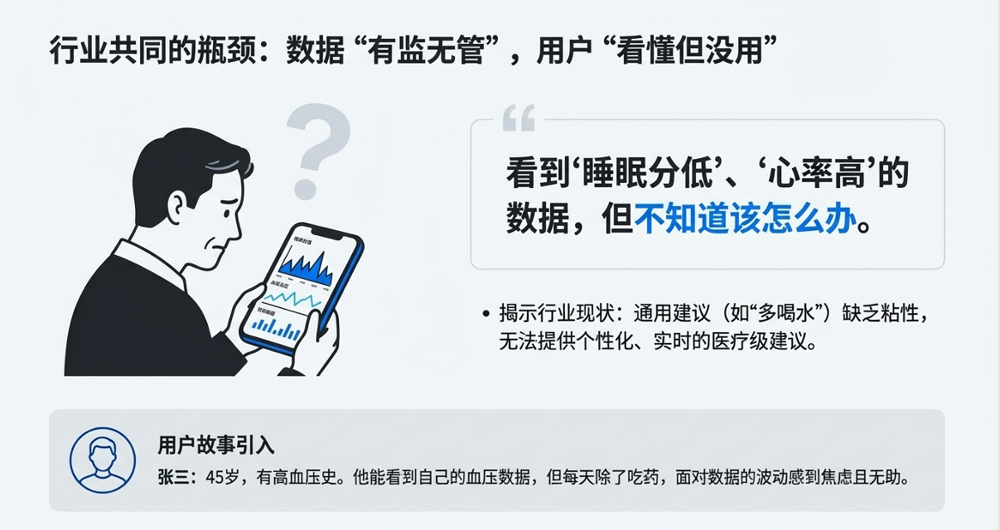 行业共同的瓶颈：数据“有监无管”，用户“看懂但没用”
看到‘睡眠分低’、‘心率高’的
数据，但不知道该怎么办。
• 揭示行业现状：通用建议（如“多喝水”）缺乏粘性，
无法提供个性化、实时的医疗级建议。
用户故事引入
张三：45岁，有高血压史。他能看到自己的血压数据，但每天除了吃药，面对数据的波动感到焦虑且无助。